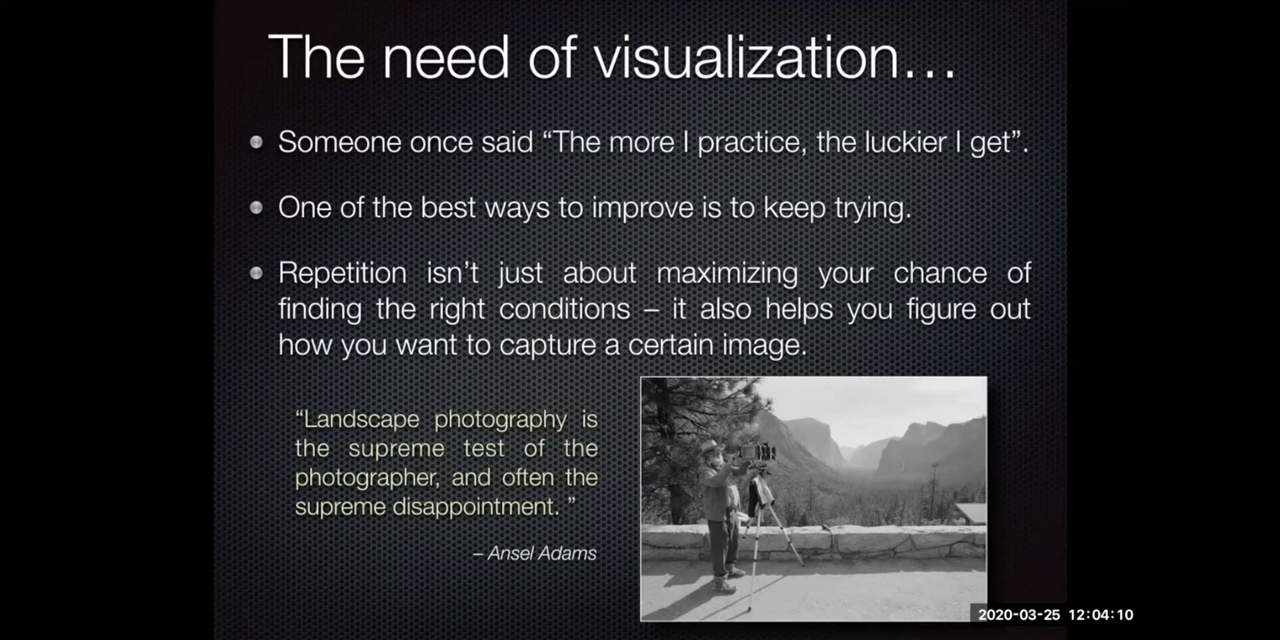 The need of visualization…
Someone once said “The more I practice, the luckier I get”.
One of the best ways to improve is to keep trying.
Repetition isn’t just about maximizing your chance of
finding the right conditions – it also helps you figure out
how you want to capture a certain image.
“Landscape photography is
the supreme test of the
photographer, and often the
supreme disappointment. ”
– Ansel Adams
2020-03-25 12:04:10